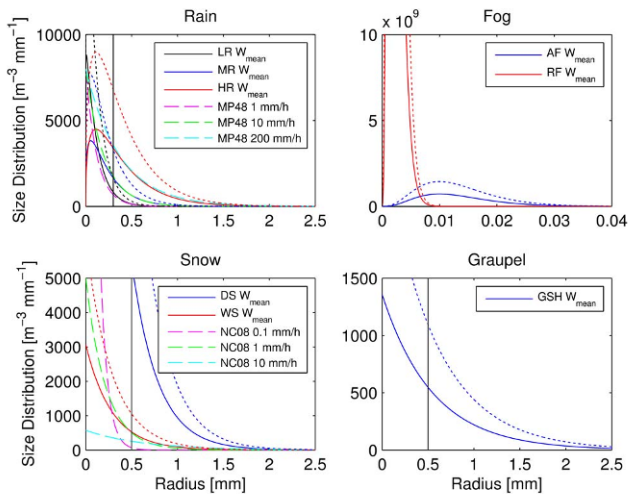 Rain
Size Distribution [m⁻³ mm⁻¹]
10000
8000
6000
4000
2000
0
LR W_mean
MR W_mean
HR W_mean
MP48 1 mm/h
MP48 10 mm/h
MP48 200 mm/h
0 0.5 1 1.5 2 2.5
Fog
10 x 10⁹
5
0
AF W_mean
RF W_mean
0 0.01 0.02 0.03 0.04
Snow
Size Distribution [m⁻³ mm⁻¹]
5000
4000
3000
2000
1000
0
DS W_mean
WS W_mean
NC08 0.1 mm/h
NC08 1 mm/h
NC08 10 mm/h
0 0.5 1 1.5 2 2.5
Radius [mm]
Graupel
1500
1000
500
0
GSH W_mean
0 0.5 1 1.5 2 2.5
Radius [mm]